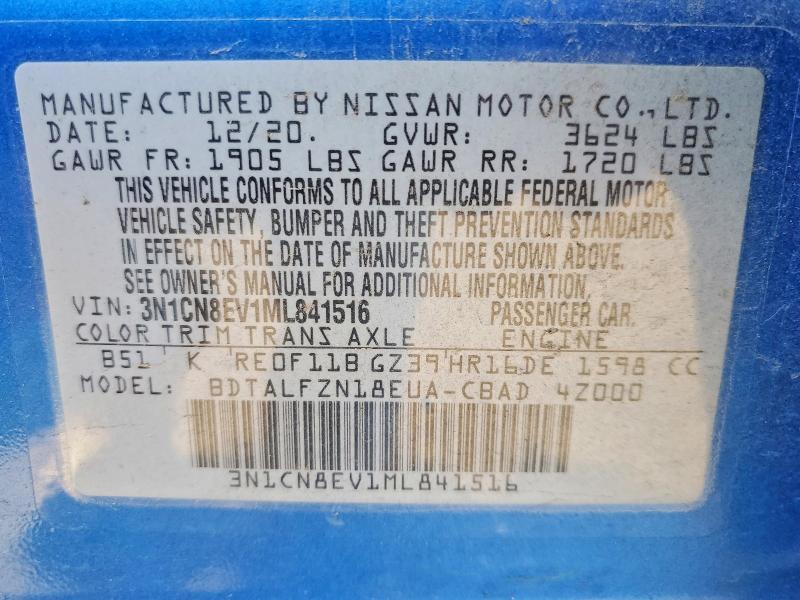 MANUFACTURED BY NISSAN MOTOR CO., LTD.
DATE: 12/20. GVWR: 3624 LBS
GAWR FR: 1905 LBS GAWR RR: 1720 LBS
THIS VEHICLE CONFORMS TO ALL APPLICABLE FEDERAL MOTOR
VEHICLE SAFETY, BUMPER AND THEFT PREVENTION STANDARDS
IN EFFECT ON THE DATE OF MANUFACTURE SHOWN ABOVE.
SEE OWNER'S MANUAL FOR ADDITIONAL INFORMATION,
VIN: 3N1CN8EV1ML841516 PASSENGER CAR.
COLOR TRIM TRANS AXLE ENGINE
B51 K RE0F11B GZ39 HR16DE 1598 CC
MODEL: BDTALFZN18EUA-CBAD 4Z000
3N1CN8EV1ML841516